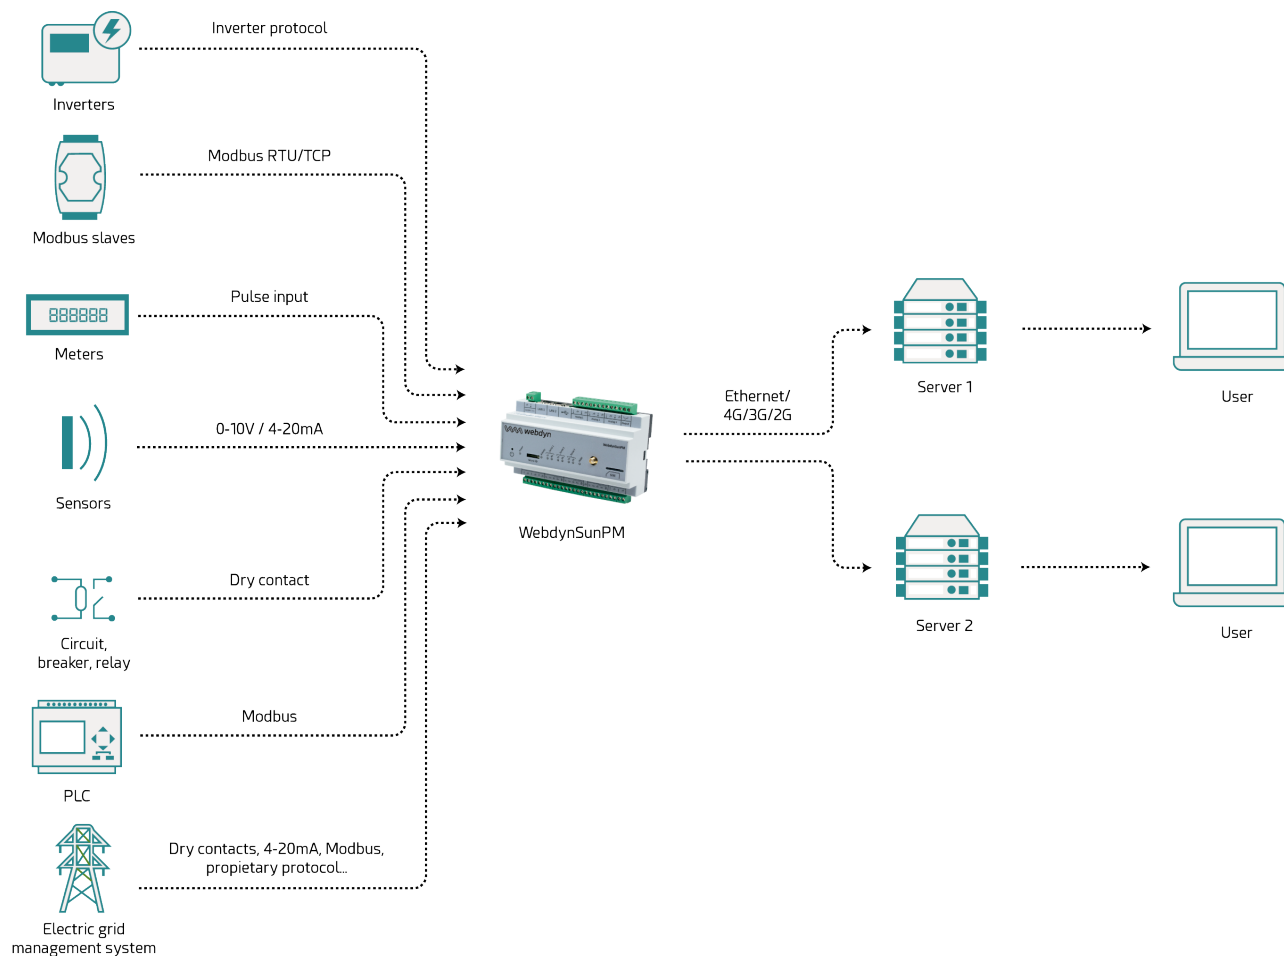 Inverter protocol
Inverters
Modbus RTU/TCP
Modbus slaves
Pulse input
Meters
0-10V / 4-20mA
Sensors
Dry contact
Circuit,
breaker, relay
Modbus
PLC
Dry contacts, 4-20mA, Modbus,
propietary protocol...
Electric grid
management system
webdyn
WebdynSunPM
Ethernet/
4G/3G/2G
Server 1
User
Server 2
User